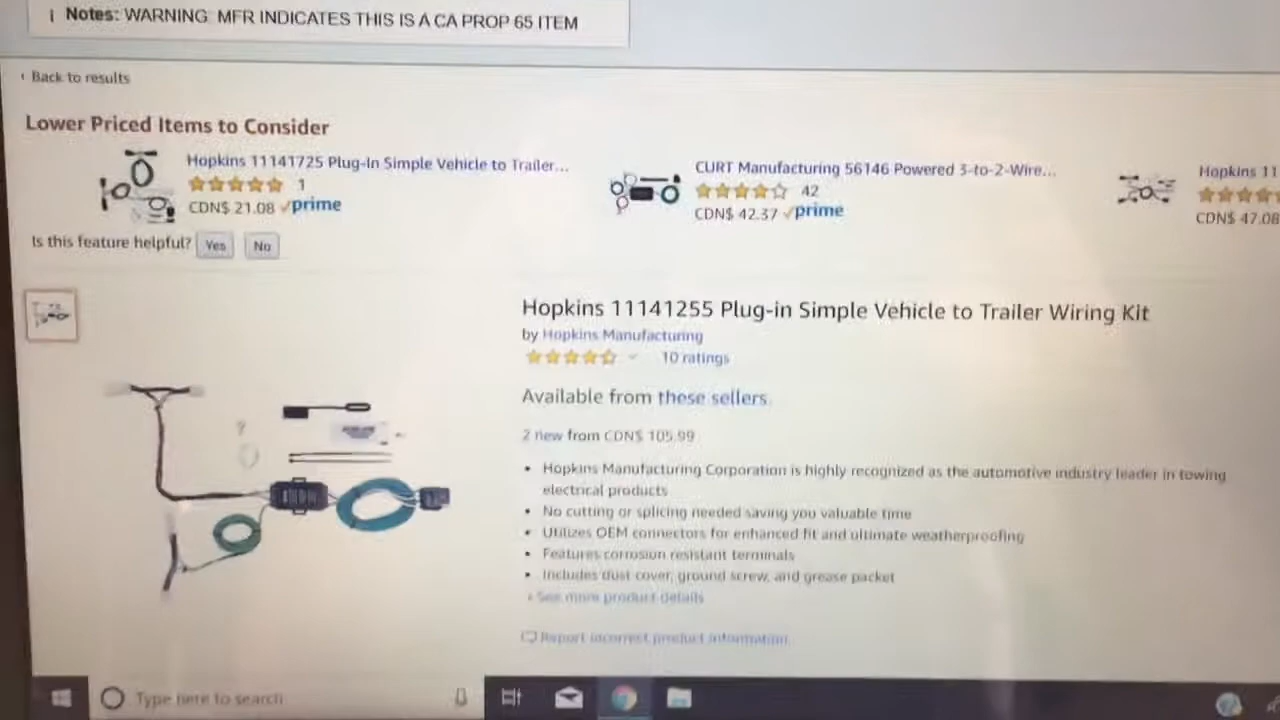 Notes: WARNING: MFR INDICATES THIS IS A CA PROP 65 ITEM
‹ Back to results
Lower Priced Items to Consider
Hopkins 11141725 Plug-In Simple Vehicle to Trailer...
1
CDN$ 21.08 ✓prime
CURT Manufacturing 56146 Powered 3-to-2-Wire...
42
CDN$ 42.37 ✓prime
Hopkins 11
CDN$ 47.08
Is this feature helpful? Yes No
Hopkins 11141255 Plug-in Simple Vehicle to Trailer Wiring Kit
by Hopkins Manufacturing
10 ratings
Available from these sellers.
2 new from CDN$ 105.99
• Hopkins Manufacturing Corporation is highly recognized as the automotive industry leader in towing
electrical products
• No cutting or splicing needed saving you valuable time
• Utilizes OEM connectors for enhanced fit and ultimate weatherproofing
• Features corrosion resistant terminals
• Includes dust cover, ground screw, and grease packet
› See more product details
Report incorrect product information.
Type here to search